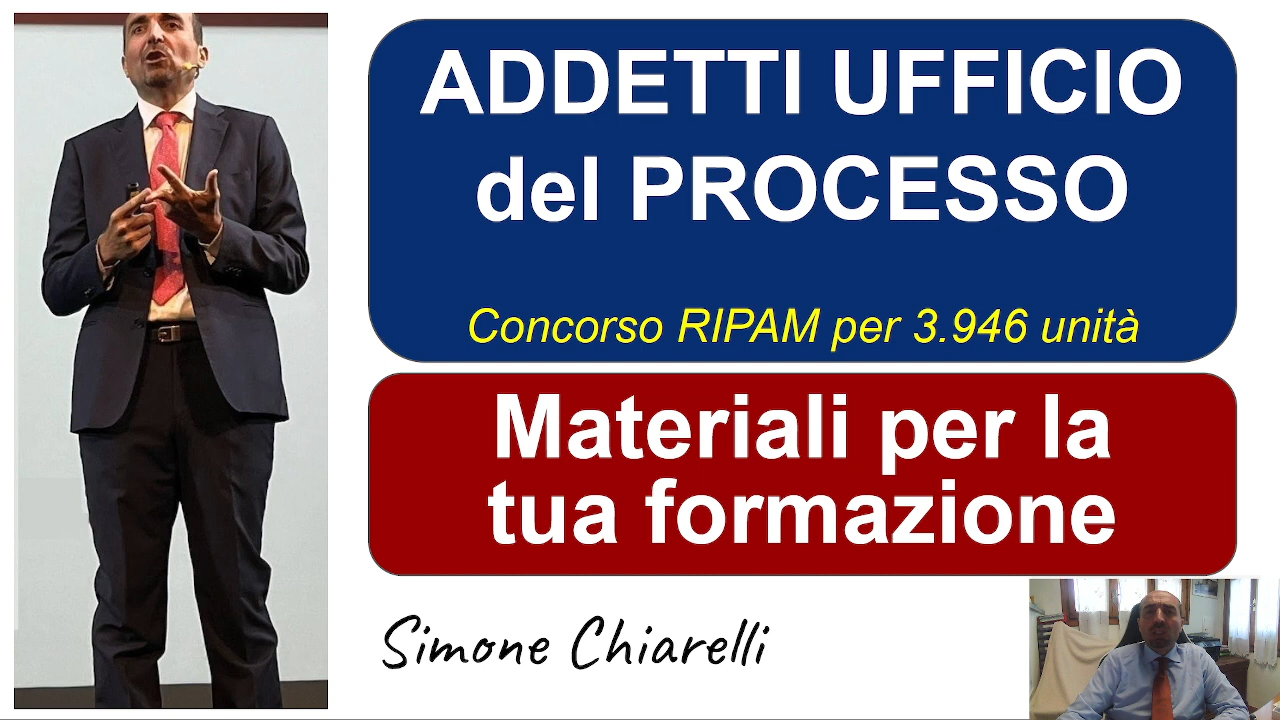 ADDETTI UFFICIO
del PROCESSO
Concorso RIPAM per 3.946 unità
Materiali per la
tua formazione
Simone Chiarelli